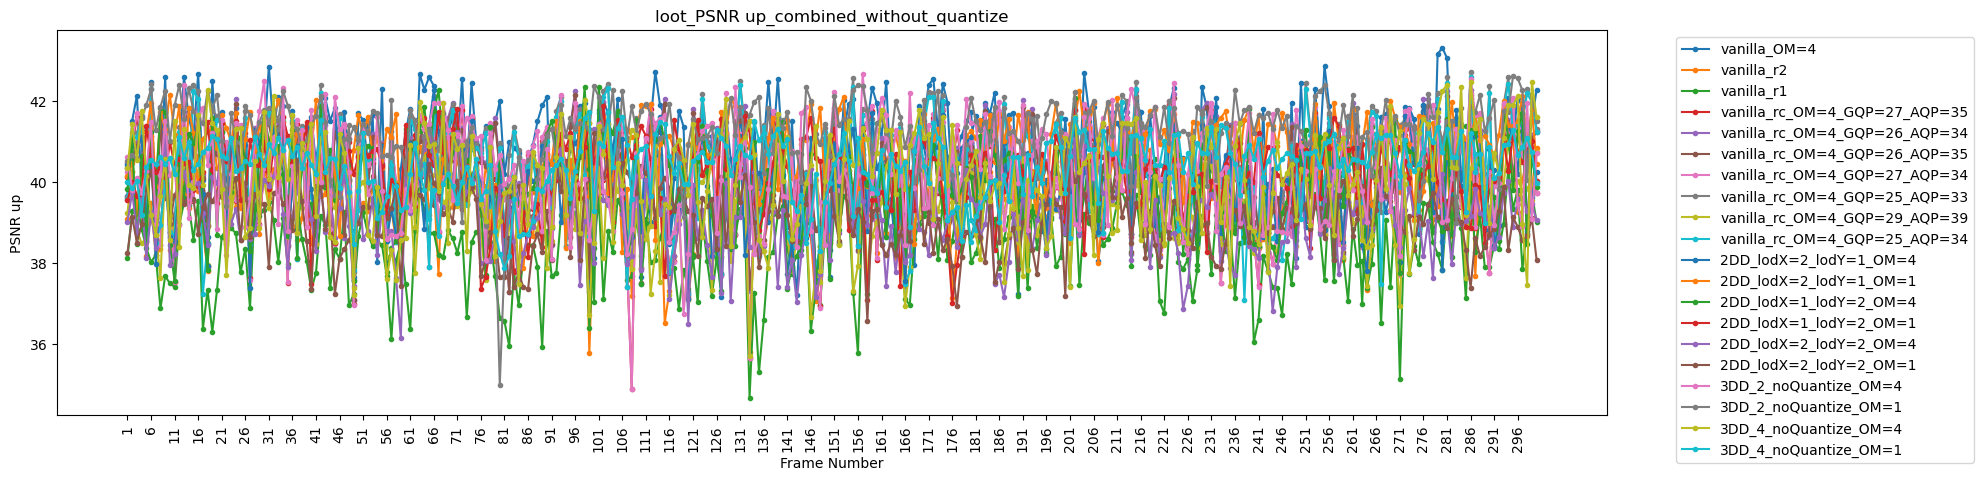 loot_PSNR up_combined_without_quantize
PSNR up
42
40
38
36
1 6 11 16 21 26 31 36 41 46 51 56 61 66 71 76 81 86 91 96 101 106 111 116 121 126 131 136 141 146 151 156 161 166 171 176 181 186 191 196 201 206 211 216 221 226 231 236 241 246 251 256 261 266 271 276 281 286 291 296
Frame Number
vanilla_OM=4
vanilla_r2
vanilla_r1
vanilla_rc_OM=4_GQP=27_AQP=35
vanilla_rc_OM=4_GQP=26_AQP=34
vanilla_rc_OM=4_GQP=26_AQP=35
vanilla_rc_OM=4_GQP=27_AQP=34
vanilla_rc_OM=4_GQP=25_AQP=33
vanilla_rc_OM=4_GQP=29_AQP=39
vanilla_rc_OM=4_GQP=25_AQP=34
2DD_lodX=2_lodY=1_OM=4
2DD_lodX=2_lodY=1_OM=1
2DD_lodX=1_lodY=2_OM=4
2DD_lodX=1_lodY=2_OM=1
2DD_lodX=2_lodY=2_OM=4
2DD_lodX=2_lodY=2_OM=1
3DD_2_noQuantize_OM=4
3DD_2_noQuantize_OM=1
3DD_4_noQuantize_OM=4
3DD_4_noQuantize_OM=1